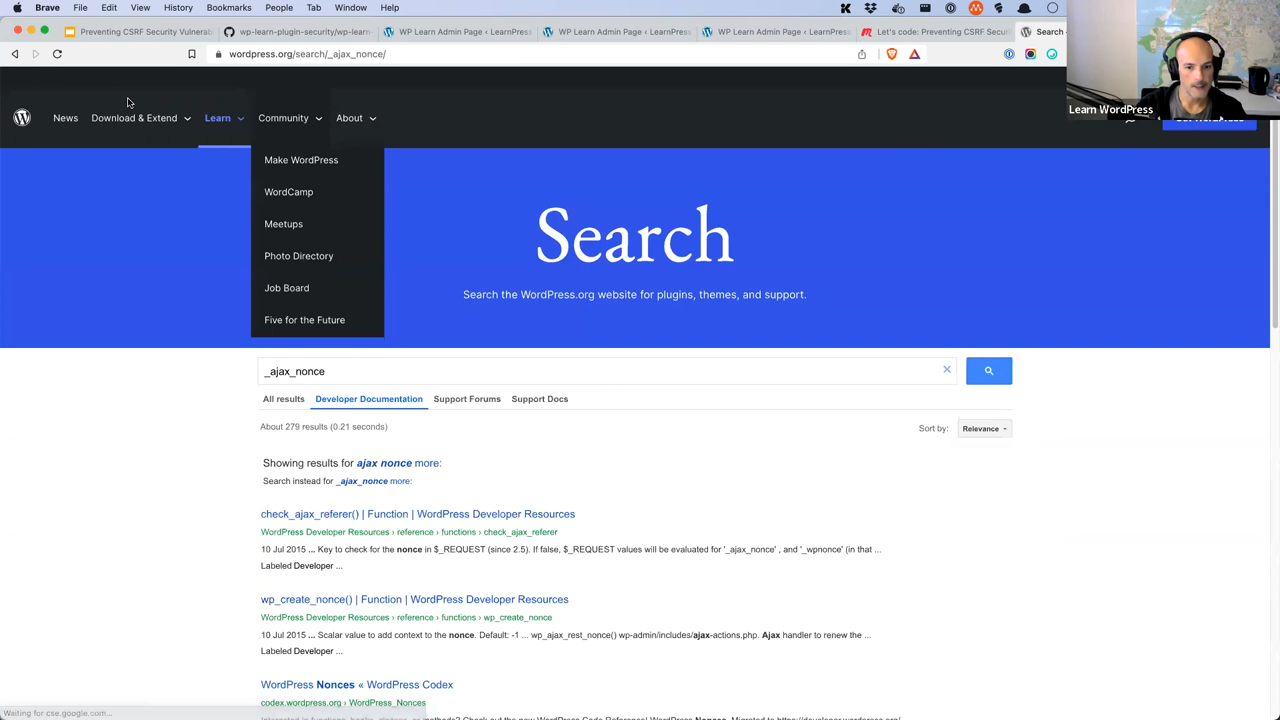 Brave File Edit View History Bookmarks People Tab Window Help
Preventing CSRF Security Vulnerab
wp-learn-plugin-security/wp-learn-
WP Learn Admin Page ‹ LearnPress
WP Learn Admin Page ‹ LearnPress
WP Learn Admin Page ‹ LearnPress
Let's code: Preventing CSRF Secu
Search
wordpress.org/search/_ajax_nonce/
Learn WordPress
News Download & Extend Learn Community About
Make WordPress
WordCamp
Meetups
Photo Directory
Job Board
Five for the Future
Search
Search the WordPress.org website for plugins, themes, and support.
_ajax_nonce
All results Developer Documentation Support Forums Support Docs
About 279 results (0.21 seconds)
Sort by: Relevance
Showing results for ajax nonce more:
Search instead for _ajax_nonce more:
check_ajax_referer() | Function | WordPress Developer Resources
WordPress Developer Resources › reference › functions › check_ajax_referer
10 Jul 2015 ... Key to check for the nonce in $_REQUEST (since 2.5). If false, $_REQUEST values will be evaluated for '_ajax_nonce' , and '_wpnonce' (in that ...
Labeled Developer ...
wp_create_nonce() | Function | WordPress Developer Resources
WordPress Developer Resources › reference › functions › wp_create_nonce
10 Jul 2015 ... Scalar value to add context to the nonce. Default: -1 ... wp_ajax_rest_nonce() wp-admin/includes/ajax-actions.php. Ajax handler to renew the ...
Labeled Developer ...
WordPress Nonces « WordPress Codex
codex.wordpress.org › WordPress_Nonces
Waiting for cse.google.com...